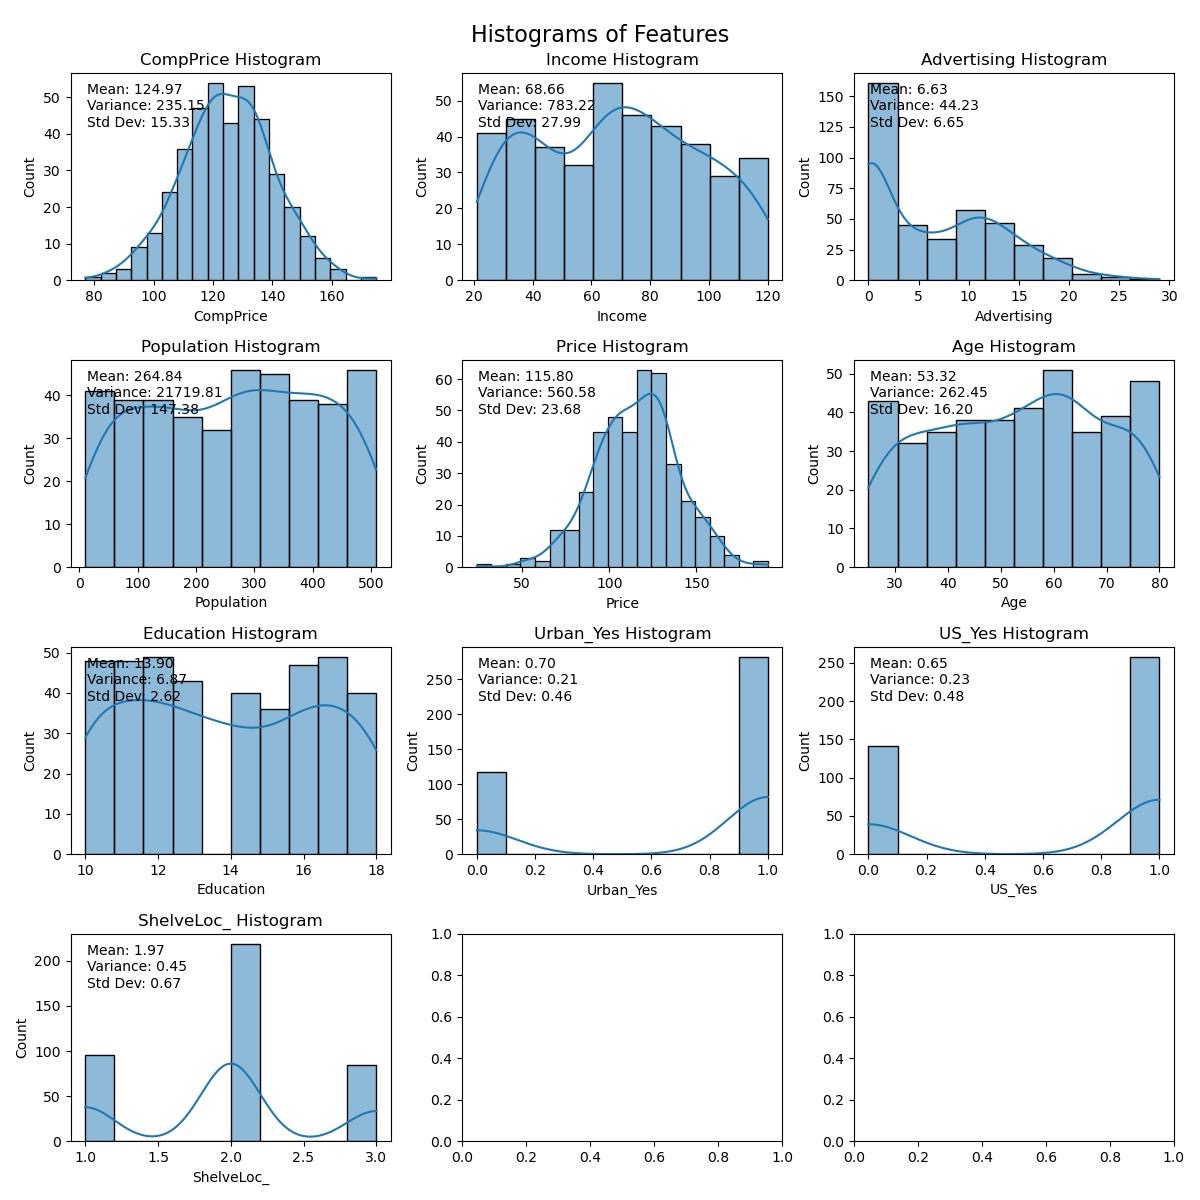 Histograms of Features
CompPrice Histogram
Mean: 124.97
Variance: 235.15
Std Dev: 15.33
50
40
30
20
10
0
Count
80 100 120 140 160
CompPrice
Income Histogram
Mean: 68.66
Variance: 783.22
Std Dev: 27.99
50
40
30
20
10
0
Count
20 40 60 80 100 120
Income
Advertising Histogram
Mean: 6.63
Variance: 44.23
Std Dev: 6.65
150
125
100
75
50
25
0
Count
0 5 10 15 20 25 30
Advertising
Population Histogram
Mean: 264.84
Variance: 21719.81
Std Dev: 147.38
40
30
20
10
0
Count
0 100 200 300 400 500
Population
Price Histogram
Mean: 115.80
Variance: 560.58
Std Dev: 23.68
60
50
40
30
20
10
0
Count
50 100 150
Price
Age Histogram
Mean: 53.32
Variance: 262.45
Std Dev: 16.20
50
40
30
20
10
0
Count
30 40 50 60 70 80
Age
Education Histogram
Mean: 13.90
Variance: 6.87
Std Dev: 2.62
50
40
30
20
10
0
Count
10 12 14 16 18
Education
Urban_Yes Histogram
Mean: 0.70
Variance: 0.21
Std Dev: 0.46
250
200
150
100
50
0
Count
0.0 0.2 0.4 0.6 0.8 1.0
Urban_Yes
US_Yes Histogram
Mean: 0.65
Variance: 0.23
Std Dev: 0.48
250
200
150
100
50
0
Count
0.0 0.2 0.4 0.6 0.8 1.0
US_Yes
ShelveLoc_ Histogram
Mean: 1.97
Variance: 0.45
Std Dev: 0.67
200
150
100
50
0
Count
1.0 1.5 2.0 2.5 3.0
ShelveLoc_
1.0
0.8
0.6
0.4
0.2
0.0
0.0 0.2 0.4 0.6 0.8 1.0
1.0
0.8
0.6
0.4
0.2
0.0
0.0 0.2 0.4 0.6 0.8 1.0